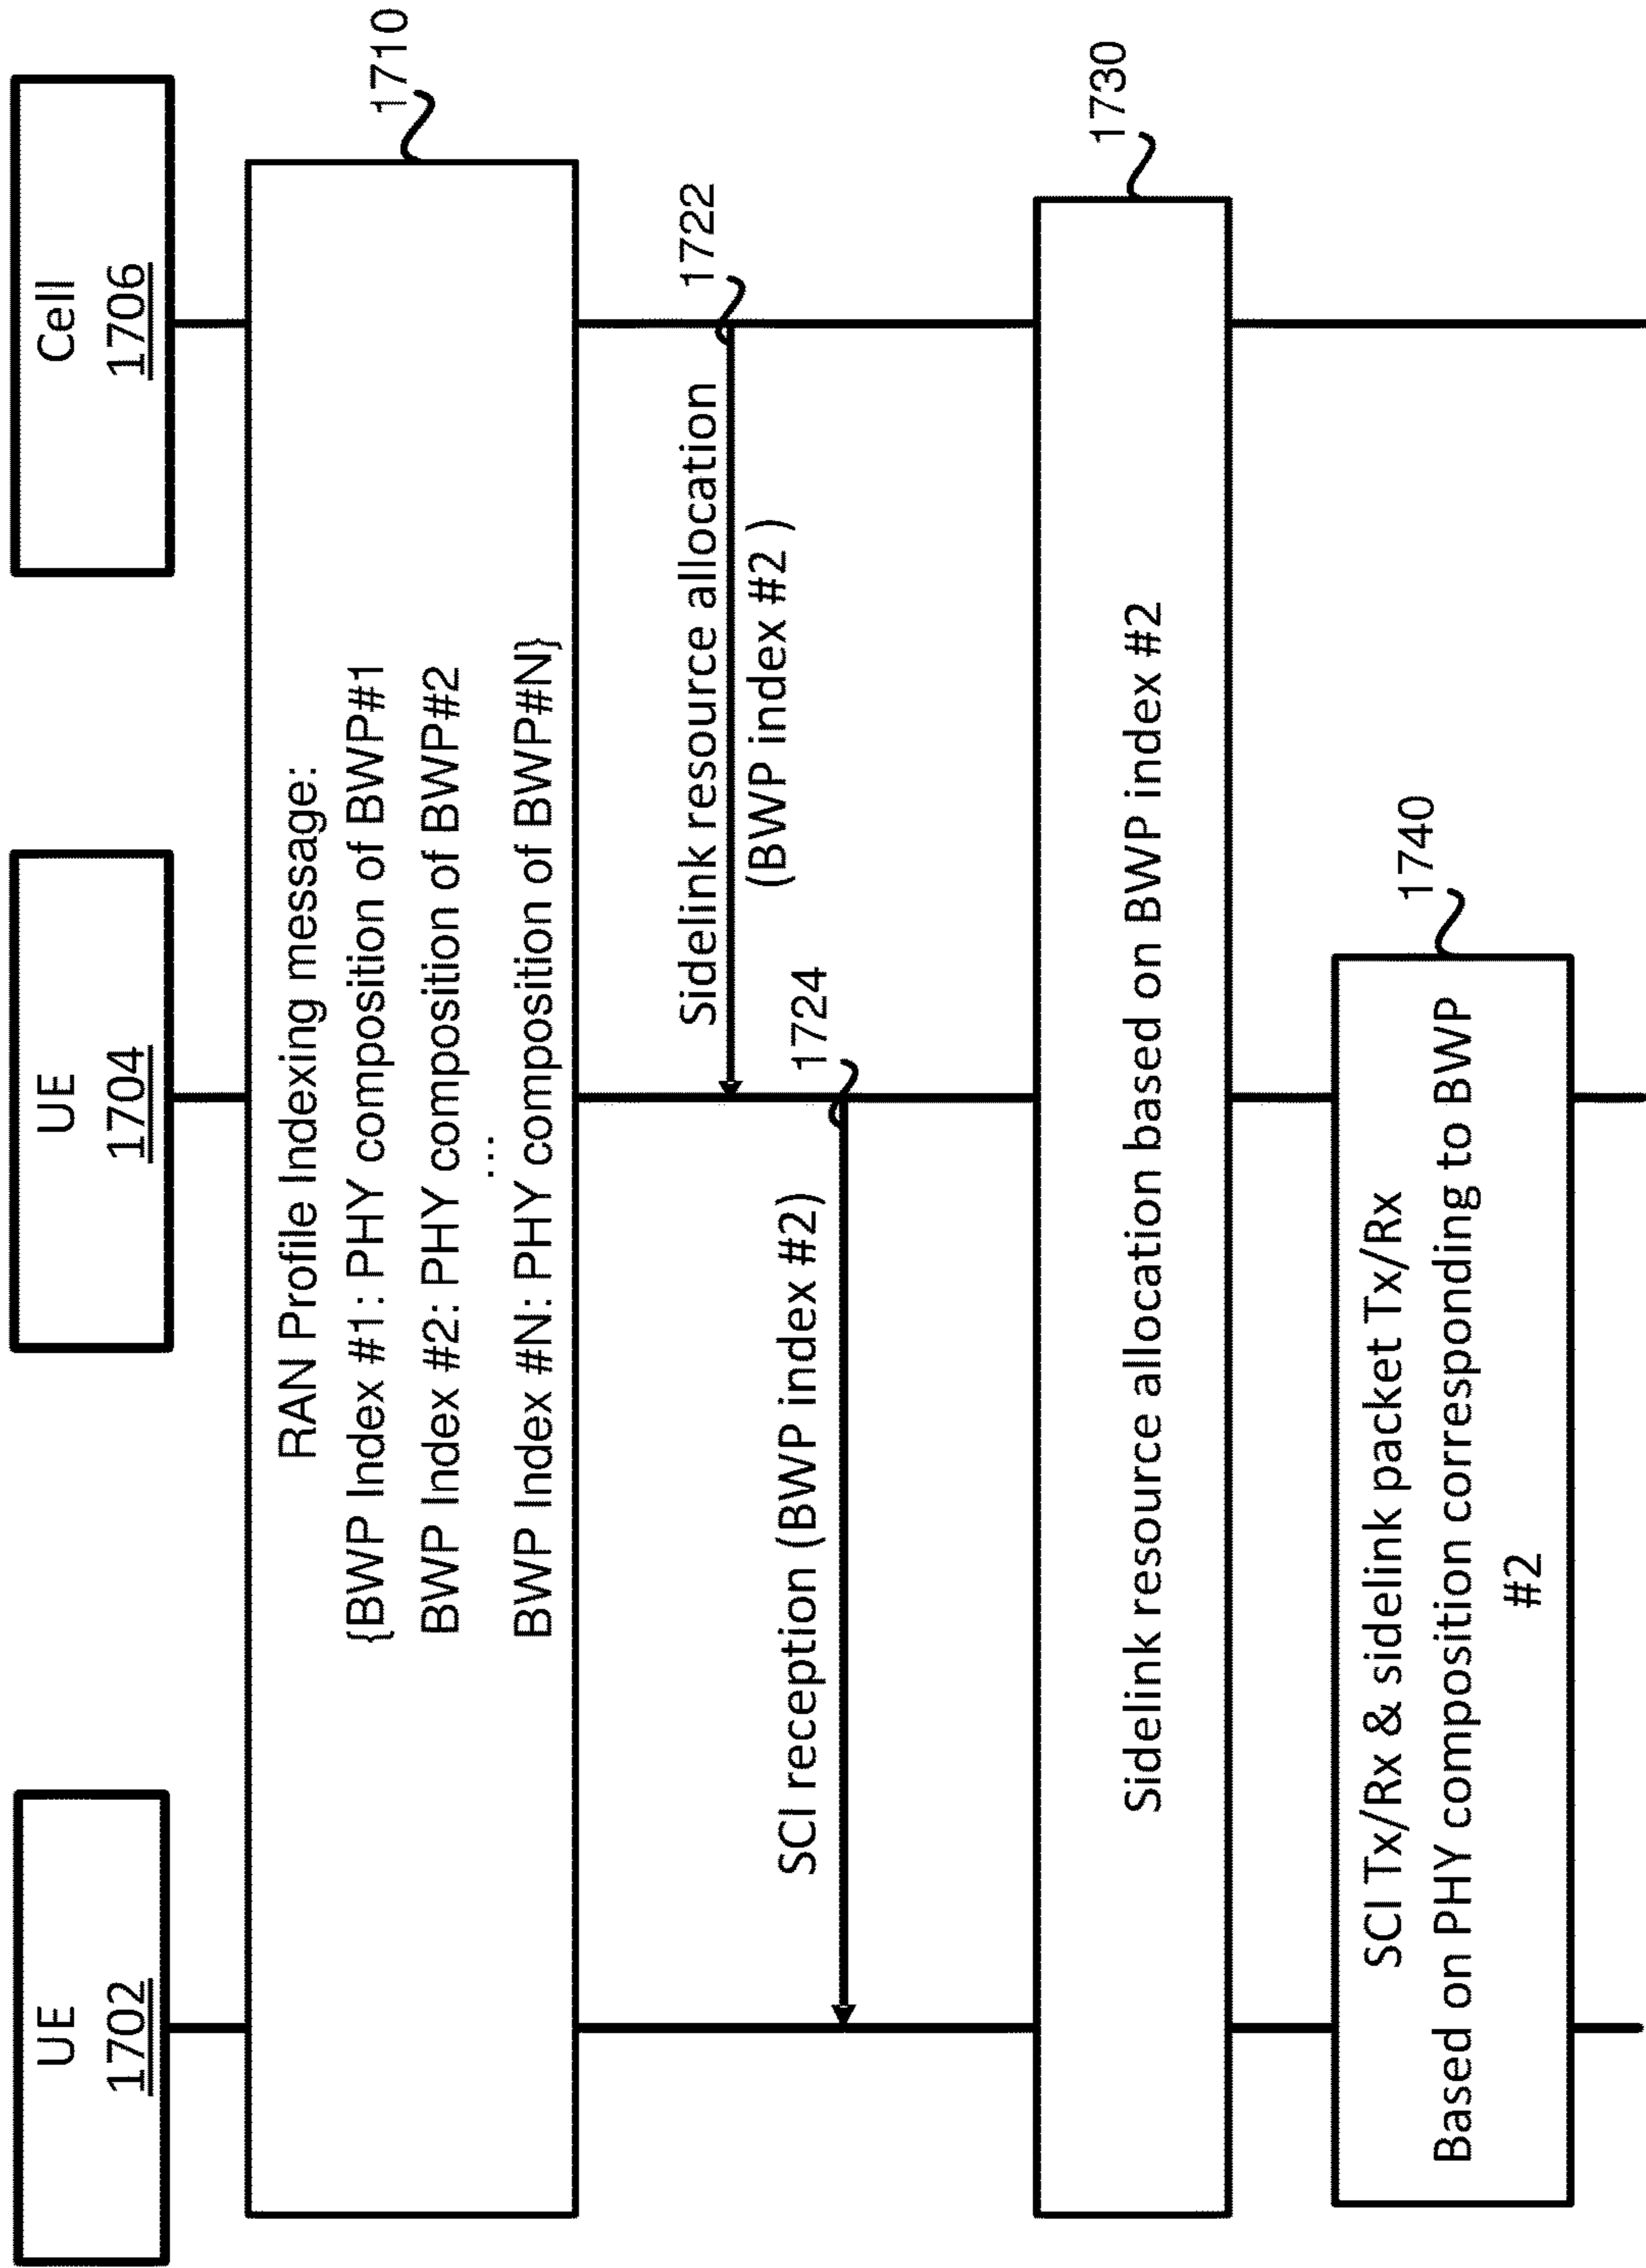 UE
1702
UE
1704
Cell
1706
1710
RAN Profile Indexing message:
{BWP Index #1: PHY composition of BWP#1
BWP Index #2: PHY composition of BWP#2
...
BWP Index #N: PHY composition of BWP#N}
1722
Sidelink resource allocation
(BWP index #2 )
1724
SCI reception (BWP index #2)
1730
Sidelink resource allocation based on BWP index #2
1740
SCI Tx/Rx & sidelink packet Tx/Rx
Based on PHY composition corresponding to BWP
#2